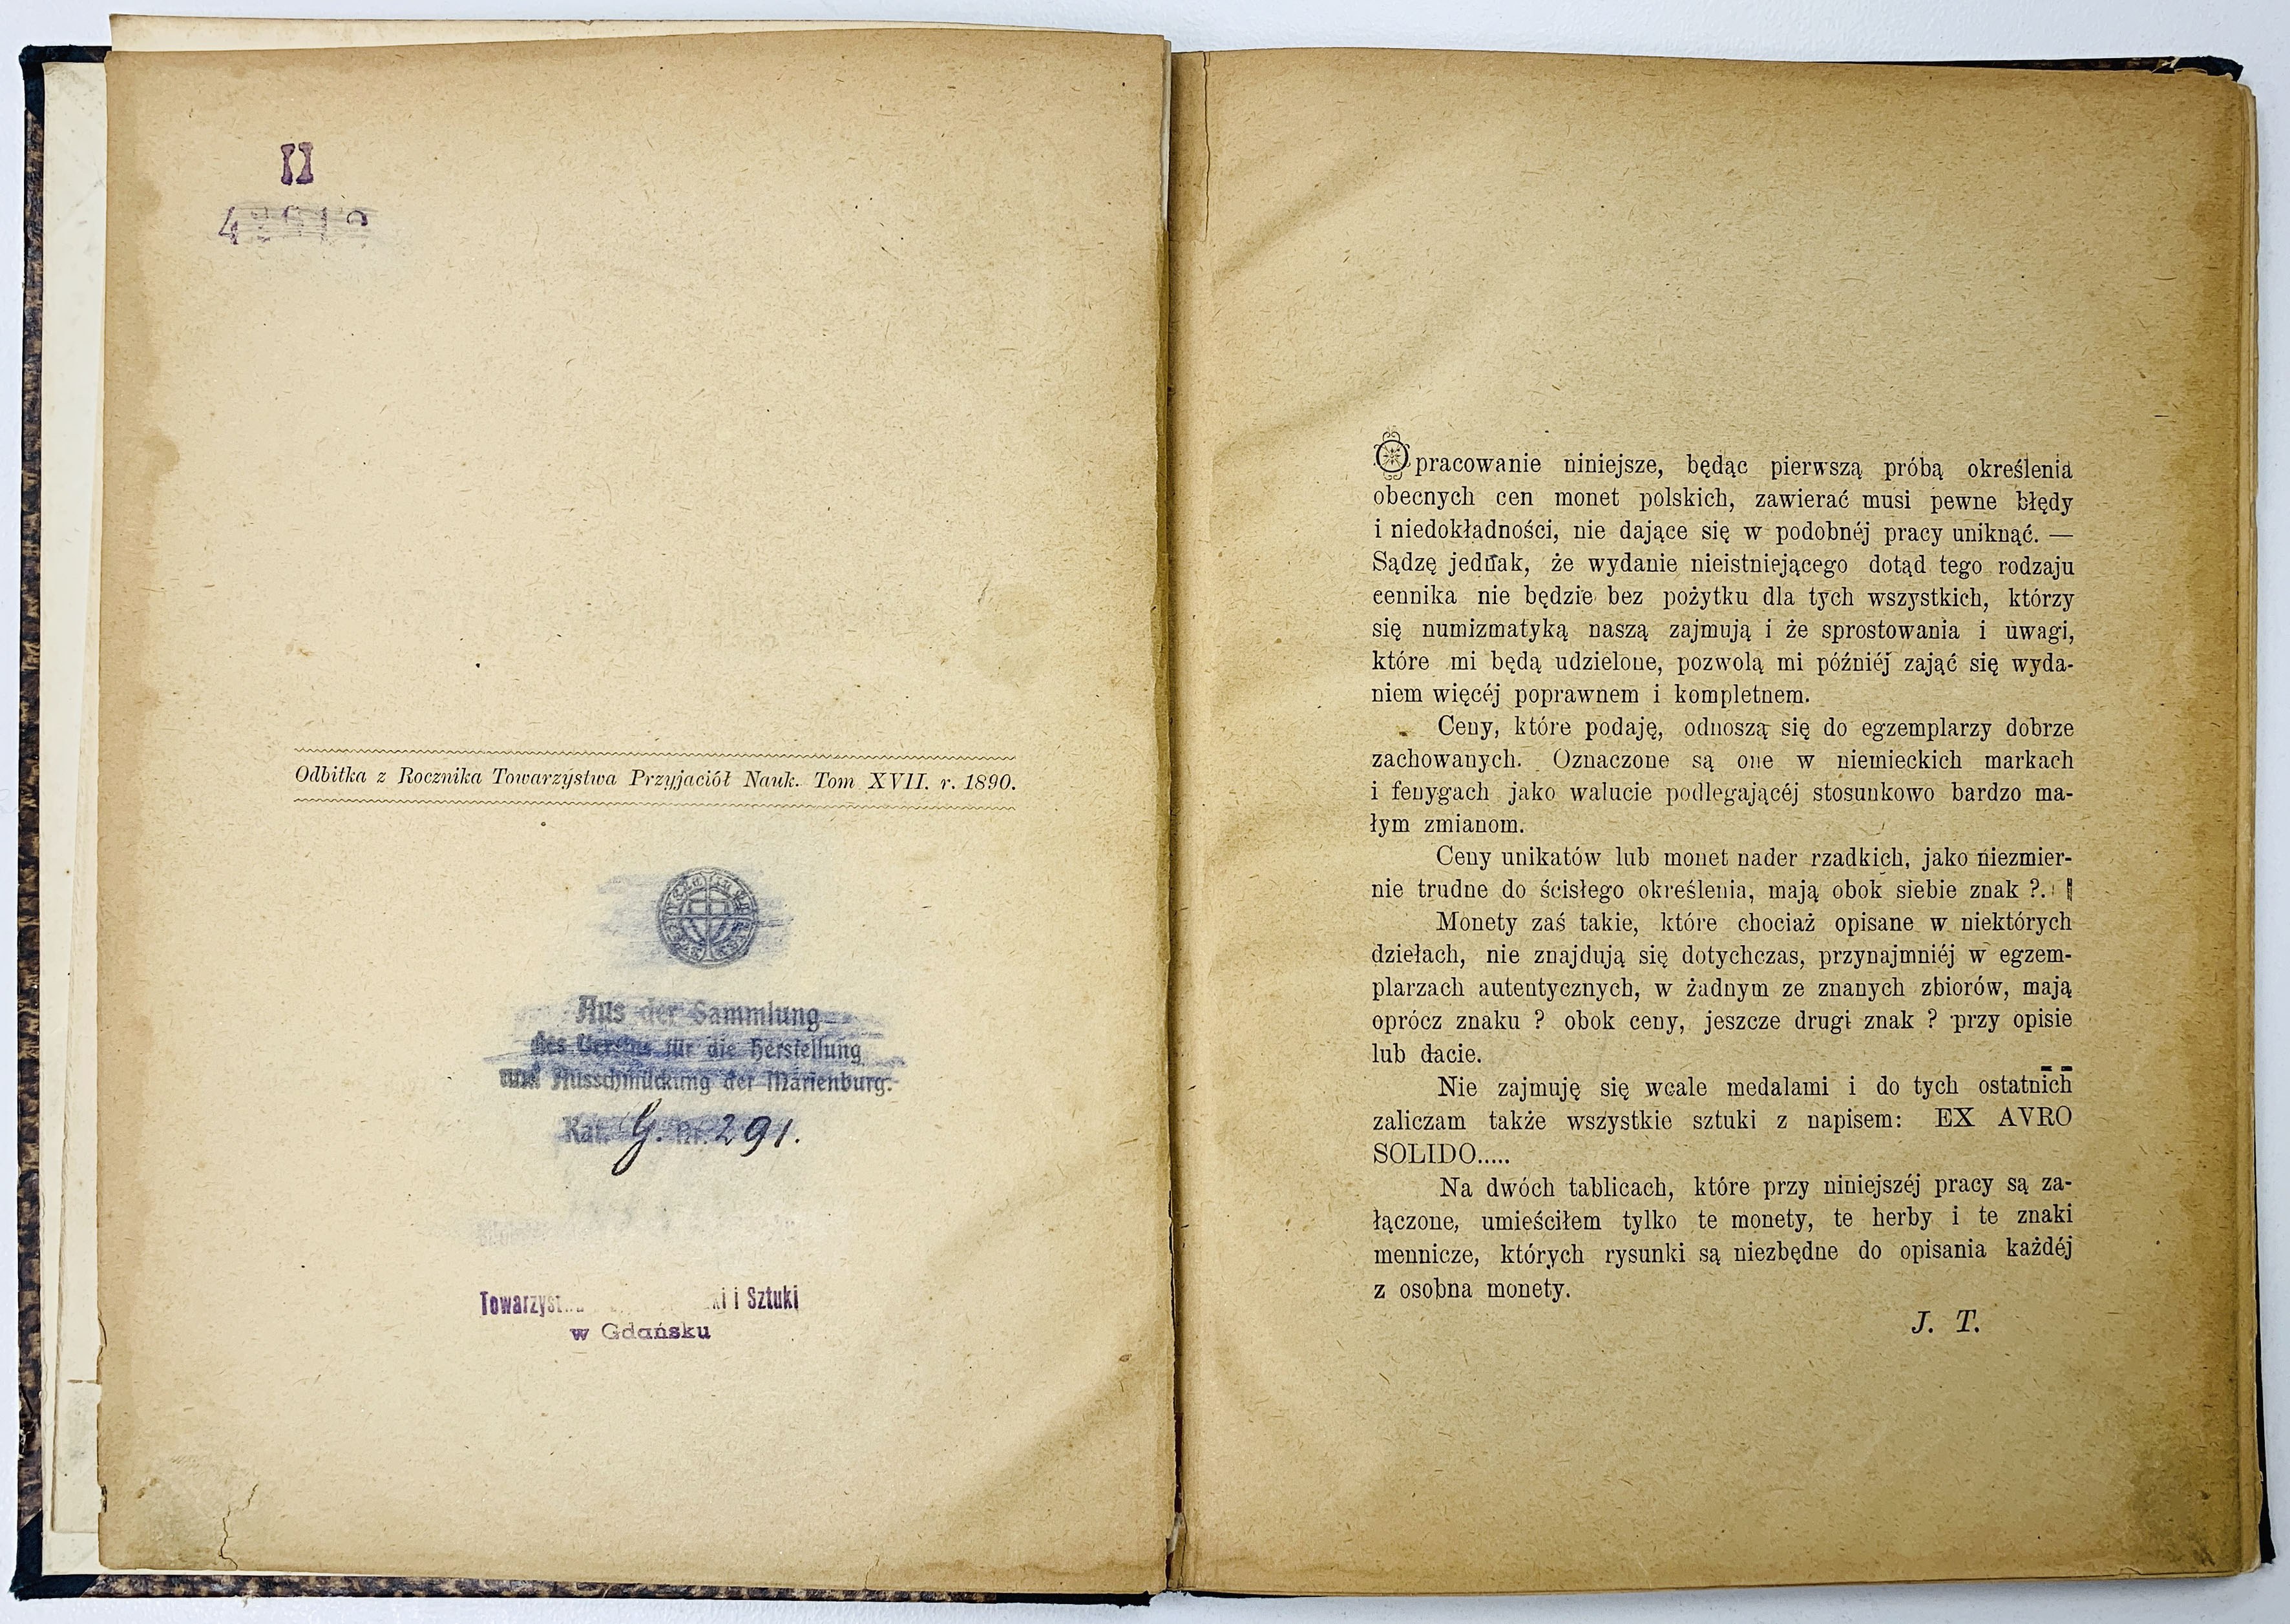 II
Odbitka z Rocznika Towarzystwa Przyjaciół Nauk. Tom XVII. r. 1890.
Aus der Sammlung
des Vereins für die Herstellung
und Ausschmückung der Marienburg.
Kat. G. Nr. 291.
i Sztuki
w Gdańsku
Opracowanie niniejsze, będąc pierwszą próbą określenia
obecnych cen monet polskich, zawierać musi pewne błędy
i niedokładności, nie dające się w podobnéj pracy uniknąć. —
Sądzę jednak, że wydanie nieistniejącego dotąd tego rodzaju
cennika nie będzie bez pożytku dla tych wszystkich, którzy
się numizmatyką naszą zajmują i że sprostowania i uwagi,
które mi będą udzielone, pozwolą mi późniéj zająć się wyda-
niem więcéj poprawnem i kompletnem.
Ceny, które podaję, odnoszą się do egzemplarzy dobrze
zachowanych. Oznaczone są one w niemieckich markach
i fenygach jako walucie podlegającéj stosunkowo bardzo ma-
łym zmianom.
Ceny unikatów lub monet nader rzadkich, jako niezmier-
nie trudne do ścisłego określenia, mają obok siebie znak ?.
Monety zaś takie, które chociaż opisane w niektórych
dziełach, nie znajdują się dotychczas, przynajmniéj w egzem-
plarzach autentycznych, w żadnym ze znanych zbiorów, mają
oprócz znaku ? obok ceny, jeszcze drugi znak ? przy opisie
lub dacie.
Nie zajmuję się wcale medalami i do tych ostatnich
zaliczam także wszystkie sztuki z napisem: EX AVRO
SOLIDO.....
Na dwóch tablicach, które przy niniejszéj pracy są za-
łączone, umieściłem tylko te monety, te herby i te znaki
mennicze, których rysunki są niezbędne do opisania każdéj
z osobna monety.
J. T.